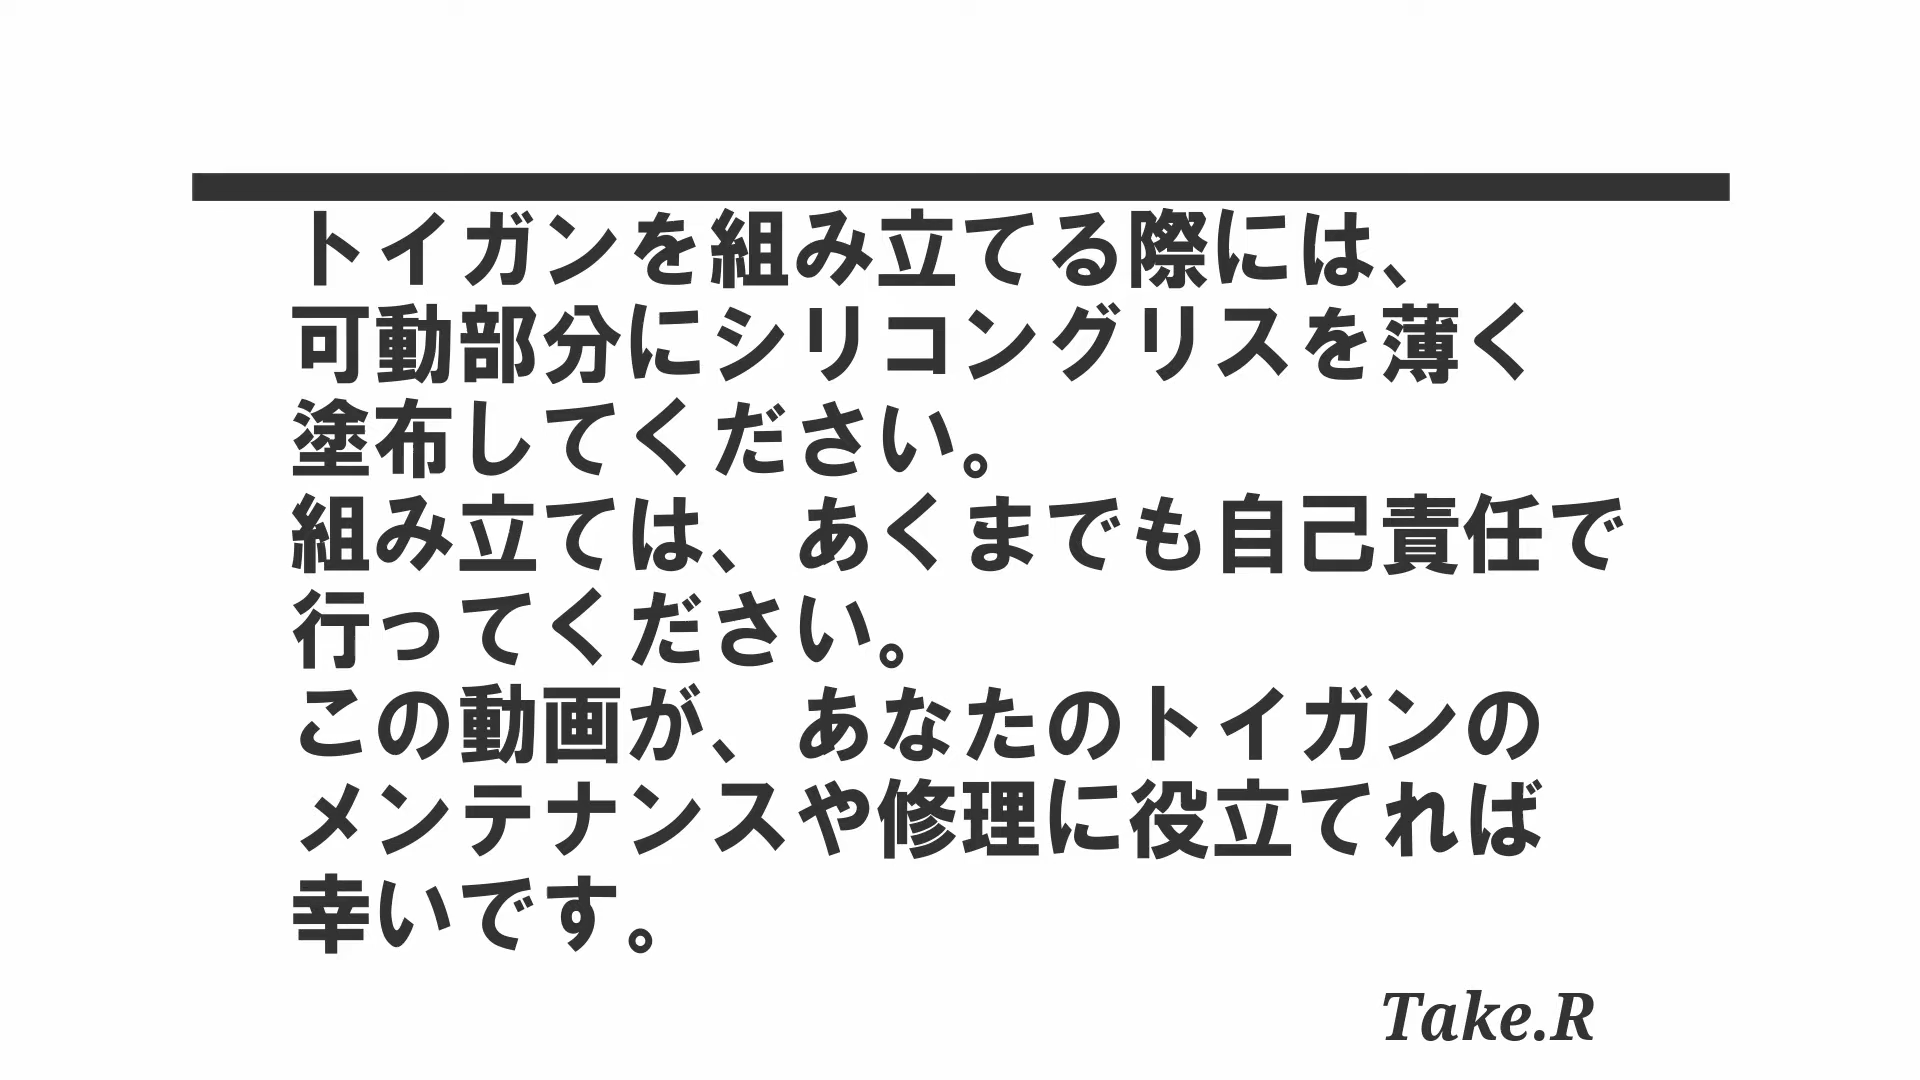 トイガンを組み立てる際には、
可動部分にシリコングリスを薄く
塗布してください。
組み立ては、あくまでも自己責任で
行ってください。
この動画が、あなたのトイガンの
メンテナンスや修理に役立てれば
幸いです。
Take.R